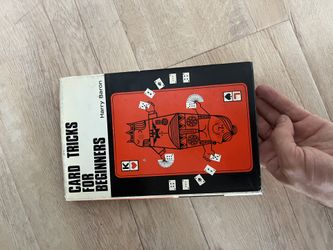 CARD TRICKS
FOR
BEGINNERS
Harry Baron
K
J